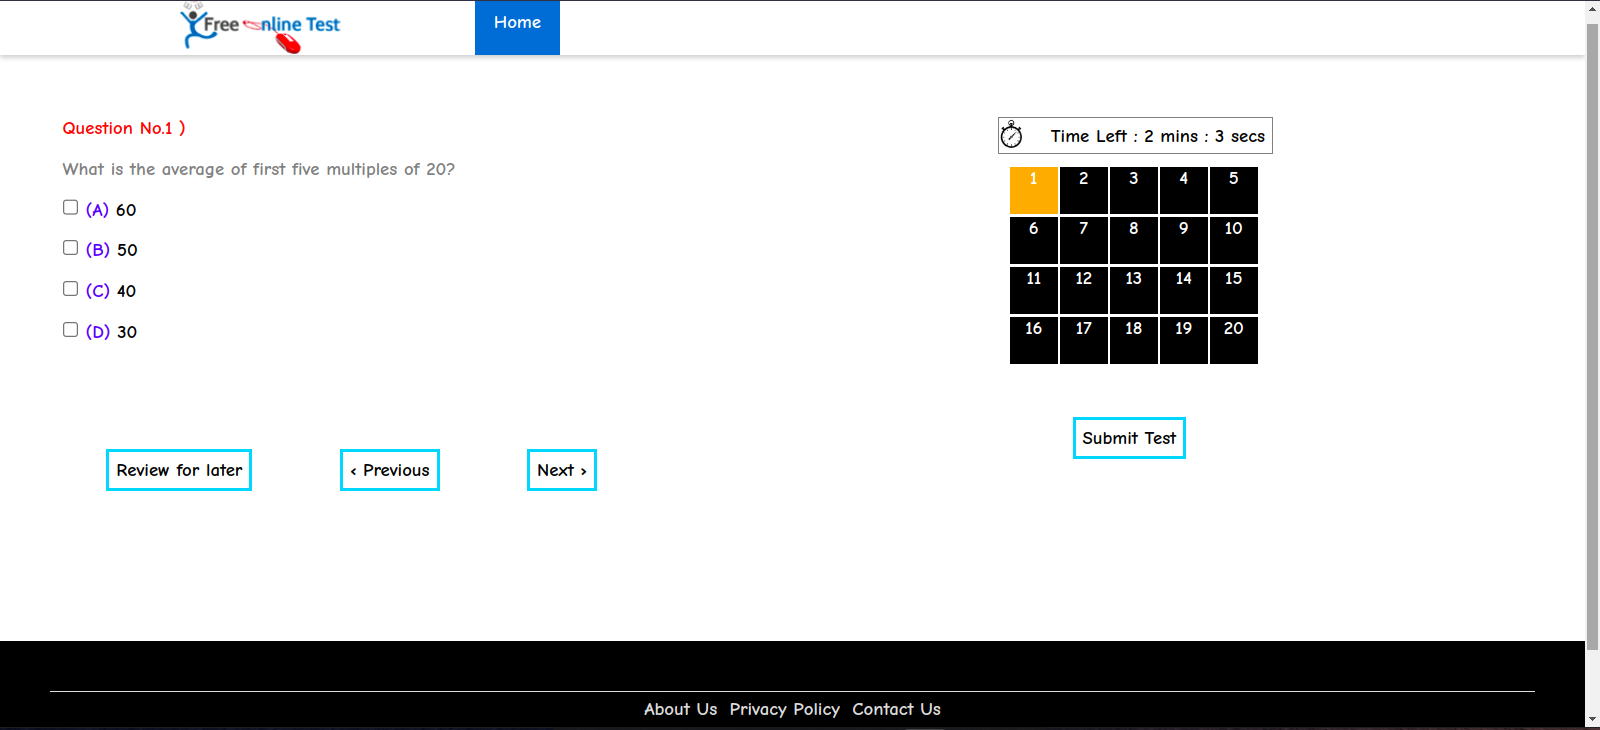 Free Online Test
Home
Question No.1 )
What is the average of first five multiples of 20?
(A) 60
(B) 50
(C) 40
(D) 30
Review for later
‹ Previous
Next ›
Time Left : 2 mins : 3 secs
1 2 3 4 5
6 7 8 9 10
11 12 13 14 15
16 17 18 19 20
Submit Test
About Us Privacy Policy Contact Us